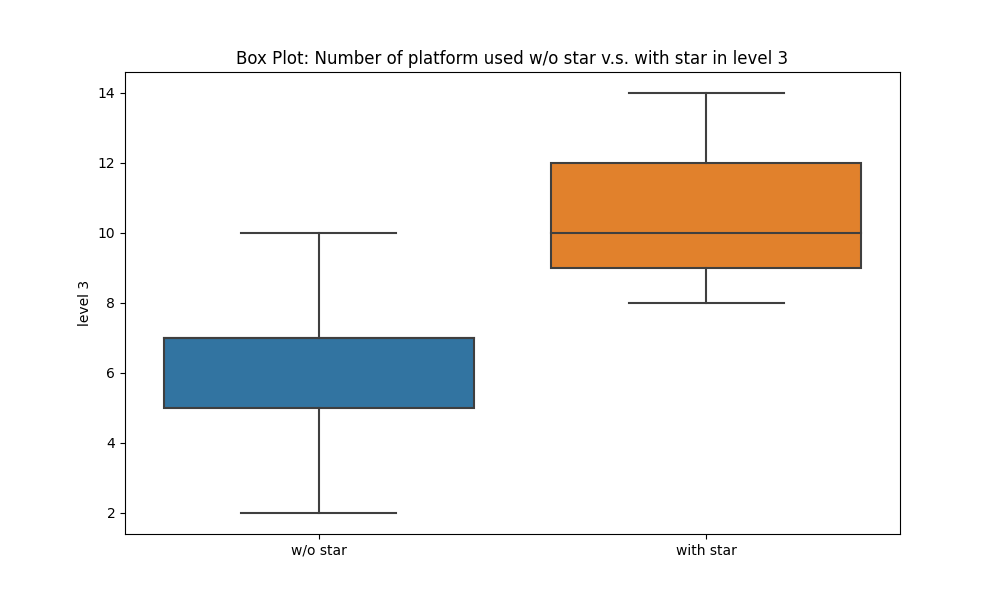 Box Plot: Number of platform used w/o star v.s. with star in level 3
14
12
10
8
6
4
2
level 3
w/o star
with star